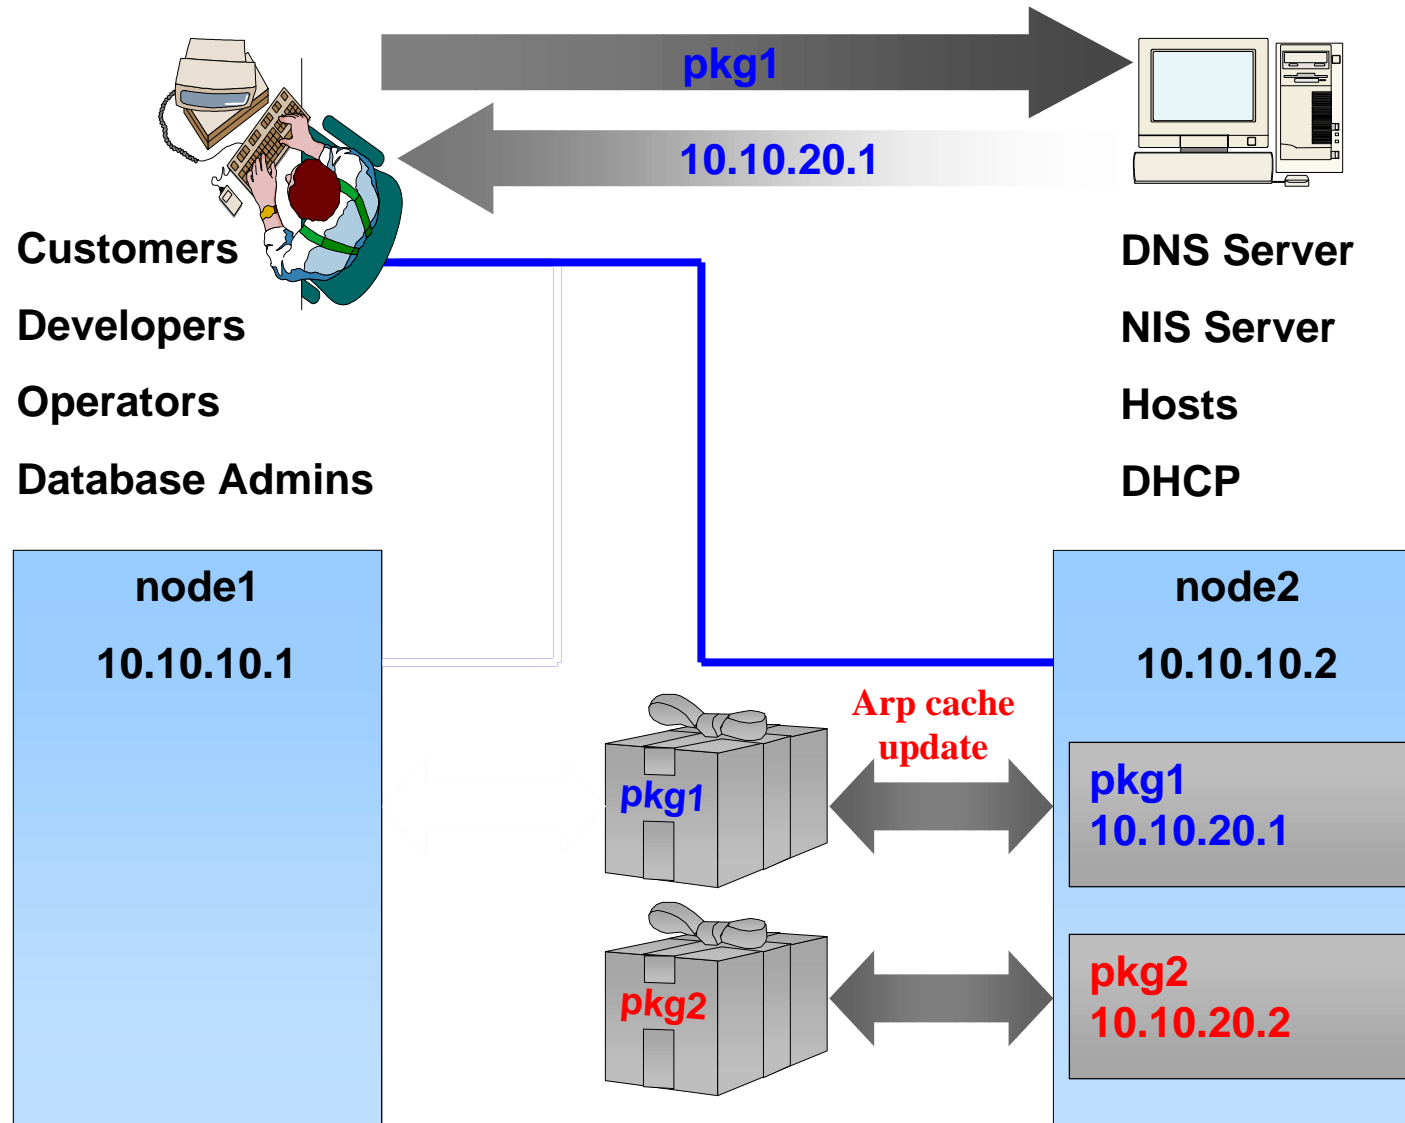 pkg1
10.10.20.1
Customers
Developers
Operators
Database Admins
DNS Server
NIS Server
Hosts
DHCP
node1
10.10.10.1
node2
10.10.10.2
Arp cache
update
pkg1
pkg1
10.10.20.1
pkg2
pkg2
10.10.20.2